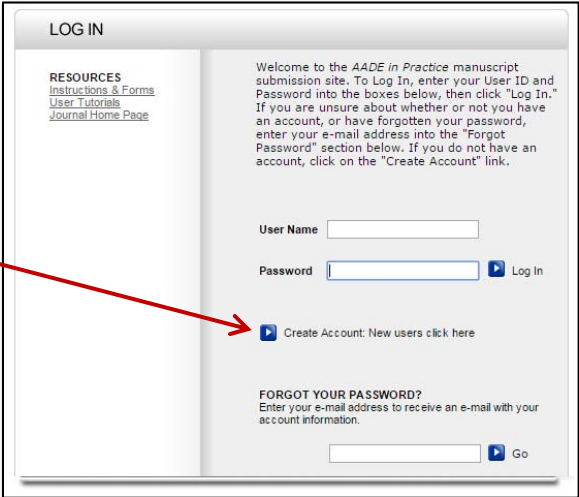 LOG IN
RESOURCES
Instructions & Forms
User Tutorials
Journal Home Page
Welcome to the AADE in Practice manuscript
submission site. To Log In, enter your User ID and
Password into the boxes below, then click "Log In."
If you are unsure about whether or not you have
an account, or have forgotten your password,
enter your e-mail address into the "Forgot
Password" section below. If you do not have an
account, click on the "Create Account" link.
User Name
Password Log In
Create Account: New users click here
FORGOT YOUR PASSWORD?
Enter your e-mail address to receive an e-mail with your
account information.
Go